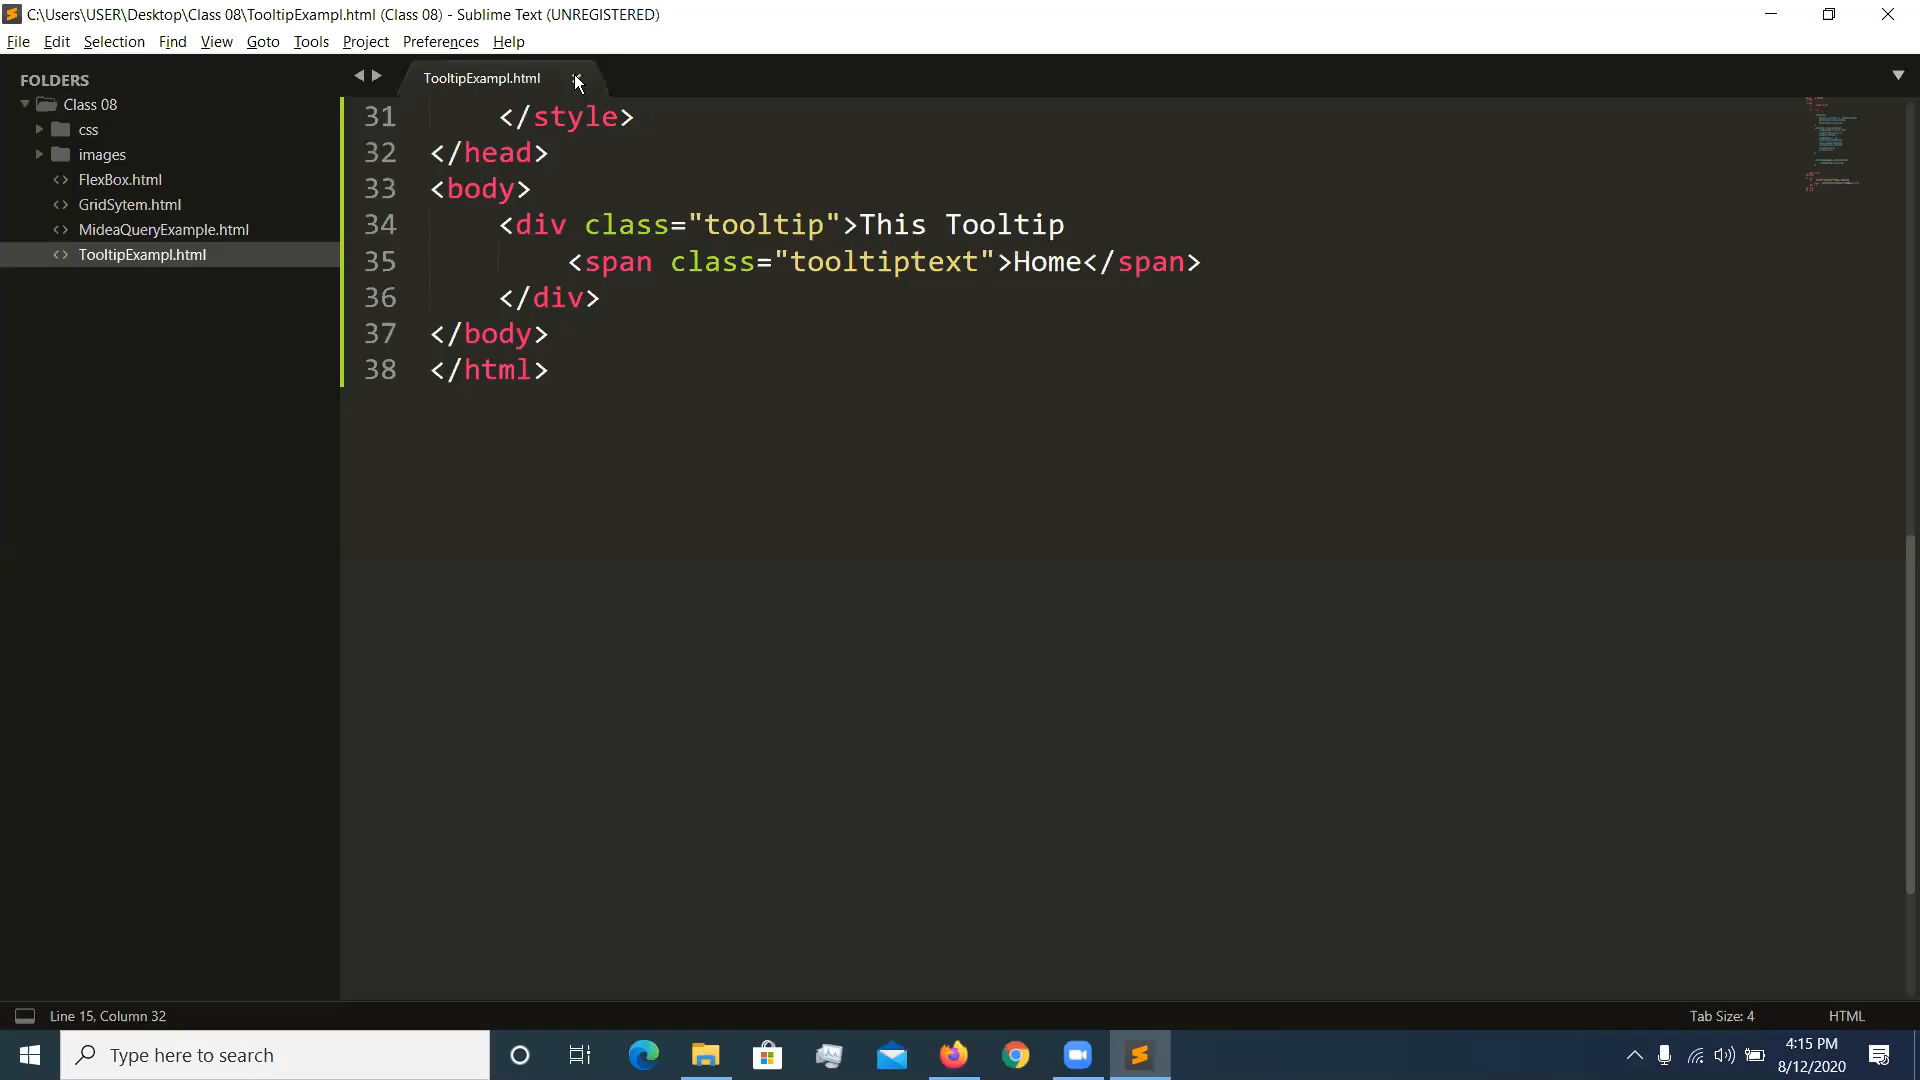 C:\Users\USER\Desktop\Class 08\TooltipExampl.html (Class 08) - Sublime Text (UNREGISTERED)
File Edit Selection Find View Goto Tools Project Preferences Help
FOLDERS
Class 08
css
images
FlexBox.html
GridSytem.html
MideaQueryExample.html
TooltipExampl.html
TooltipExampl.html
31 </style>
32 </head>
33 <body>
34 <div class="tooltip">This Tooltip
35 <span class="tooltiptext">Home</span>
36 </div>
37 </body>
38 </html>
Line 15, Column 32
Tab Size: 4
HTML
Type here to search
4:15 PM
8/12/2020